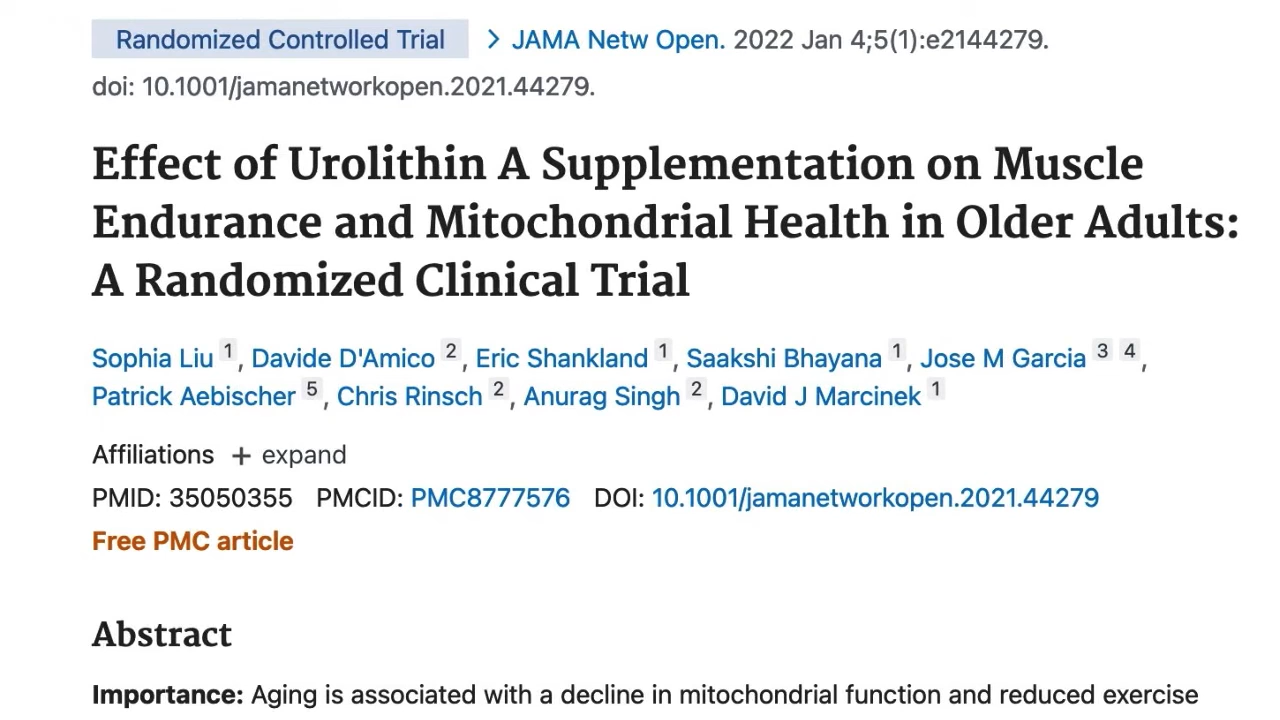 Randomized Controlled Trial > JAMA Netw Open. 2022 Jan 4;5(1):e2144279.
doi: 10.1001/jamanetworkopen.2021.44279.
Effect of Urolithin A Supplementation on Muscle
Endurance and Mitochondrial Health in Older Adults:
A Randomized Clinical Trial
Sophia Liu 1, Davide D'Amico 2, Eric Shankland 1, Saakshi Bhayana 1, Jose M Garcia 3 4,
Patrick Aebischer 5, Chris Rinsch 2, Anurag Singh 2, David J Marcinek 1
Affiliations + expand
PMID: 35050355 PMCID: PMC8777576 DOI: 10.1001/jamanetworkopen.2021.44279
Free PMC article
Abstract
Importance: Aging is associated with a decline in mitochondrial function and reduced exercise